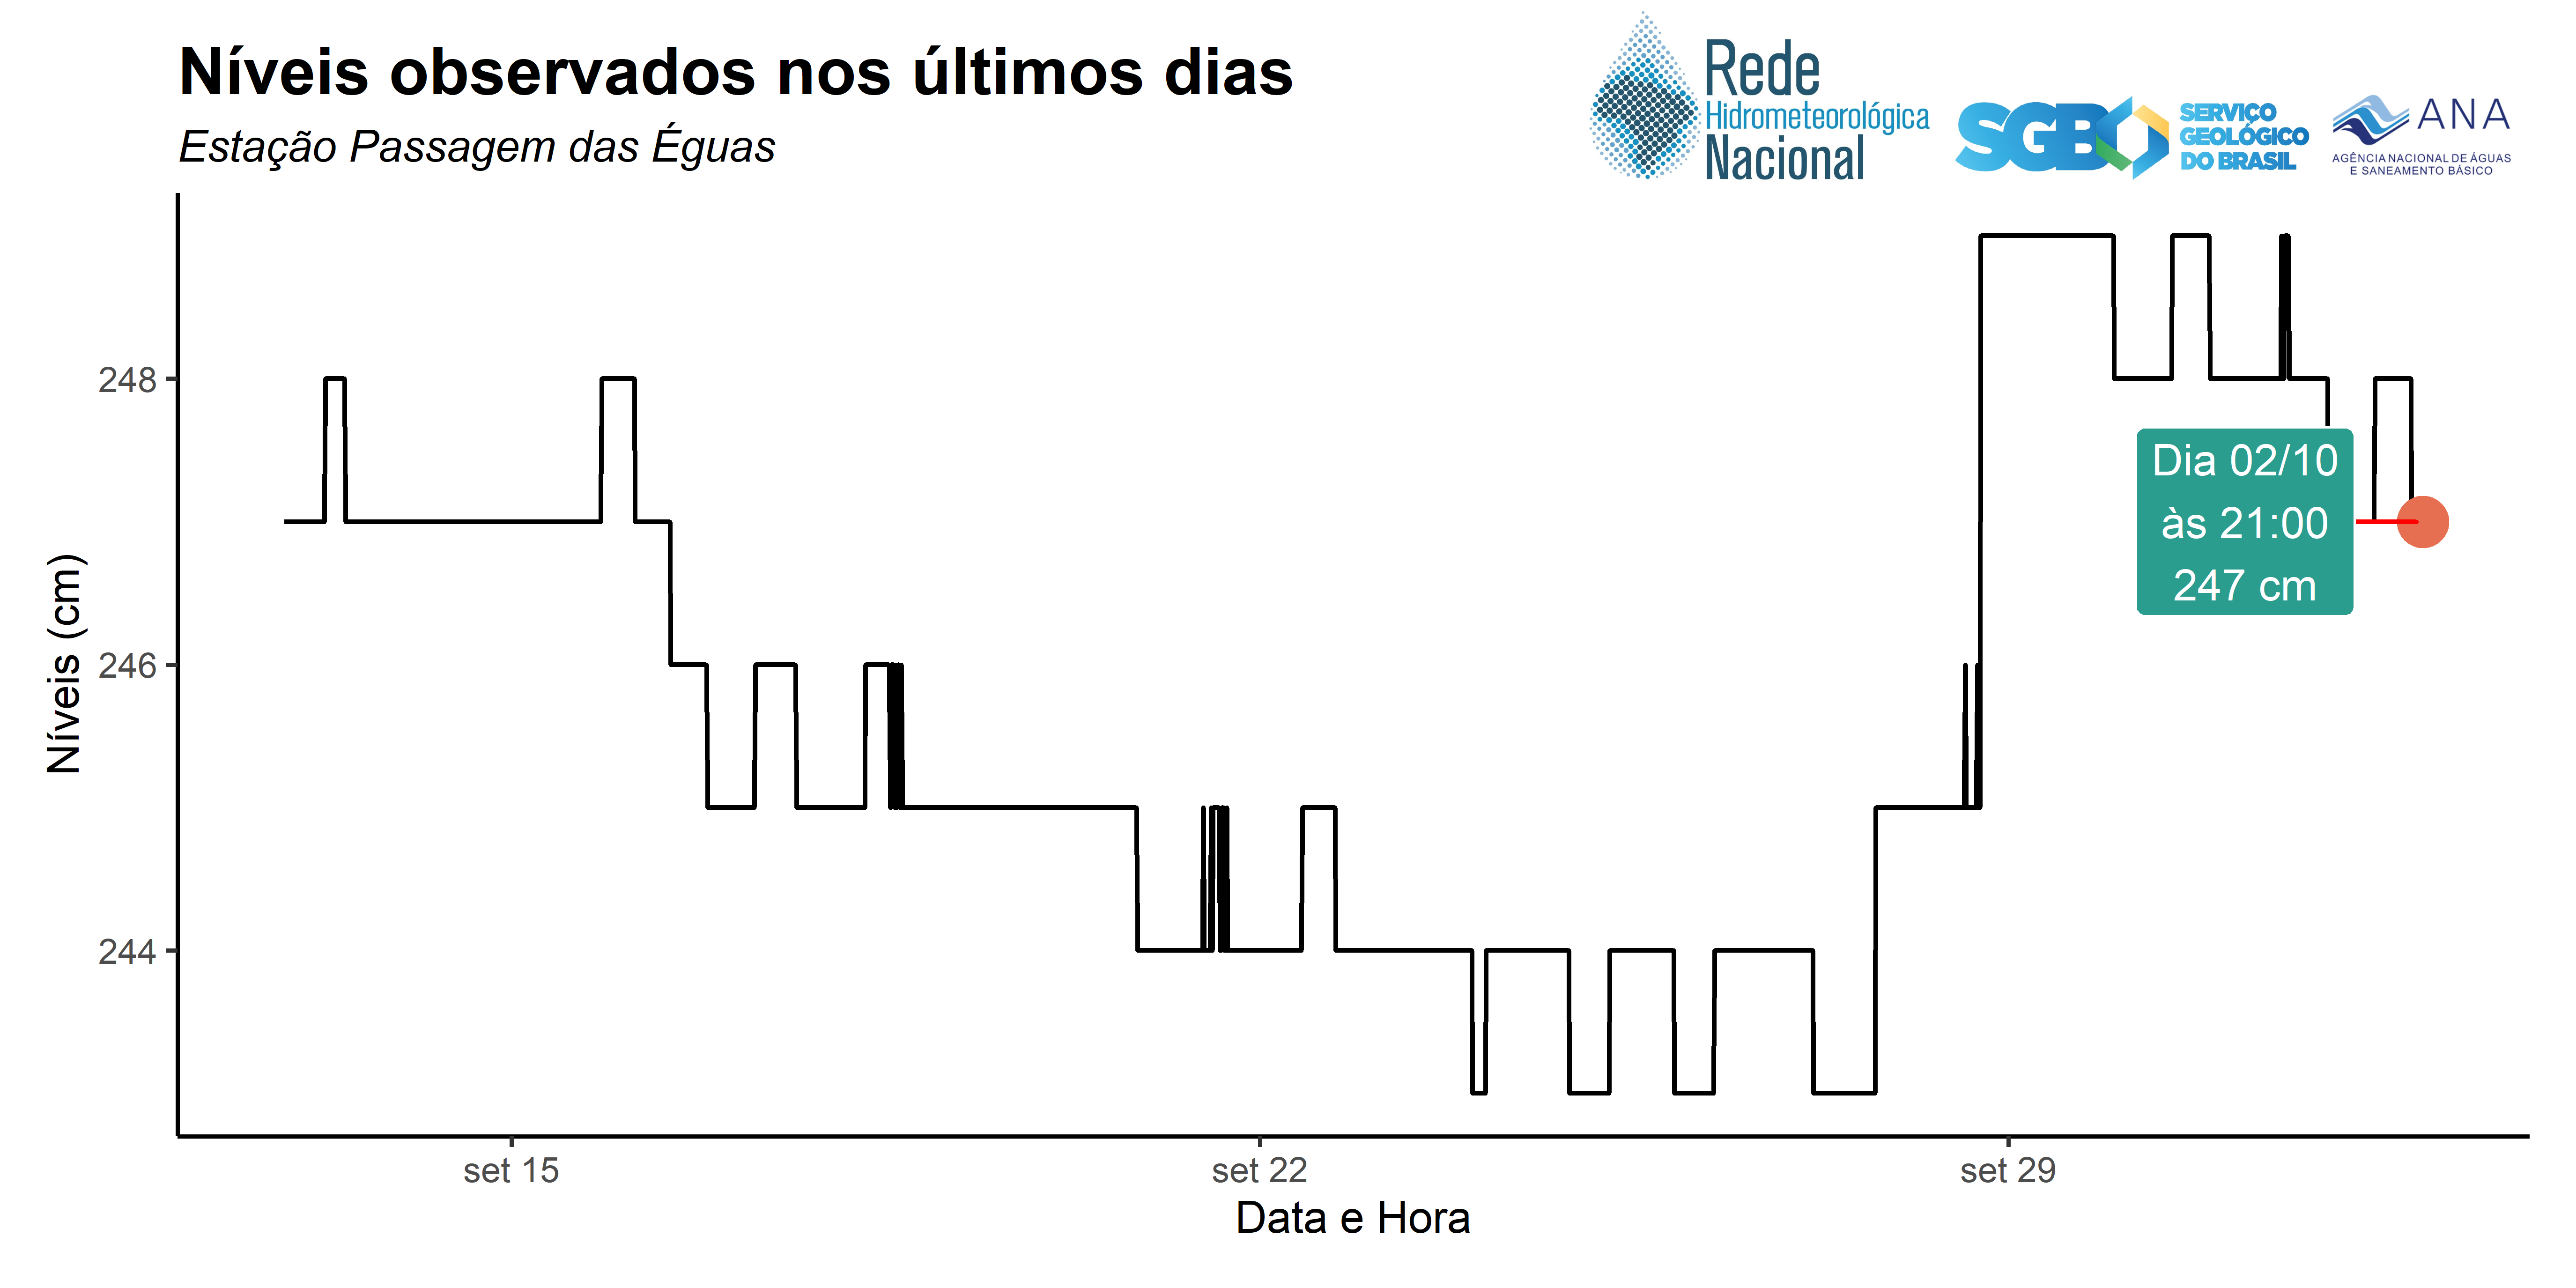 Níveis observados nos últimos dias
Estação Passagem das Éguas
Rede
Hidrometeorológica
Nacional
SGB
SERVIÇO
GEOLÓGICO
DO BRASIL
ANA
AGÊNCIA NACIONAL DE ÁGUAS
E SANEAMENTO BÁSICO
Níveis (cm)
248
246
244
Dia 02/10
às 21:00
247 cm
set 15
set 22
set 29
Data e Hora